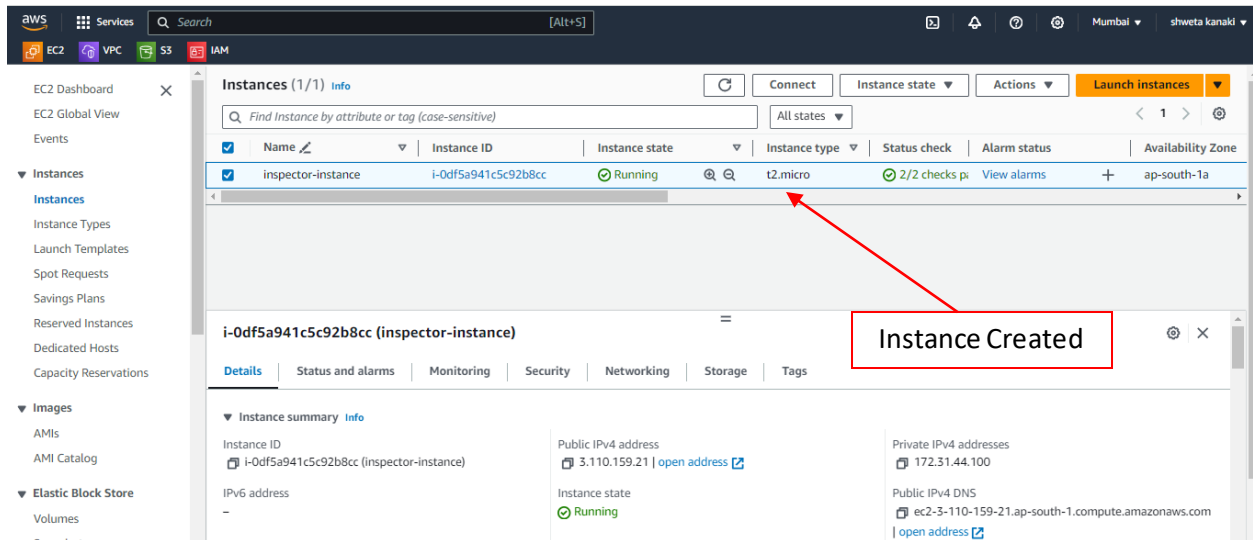 aws Services Search [Alt+S] Mumbai shweta kanaki
EC2 VPC S3 IAM
EC2 Dashboard
EC2 Global View
Events
Instances
Instances
Instance Types
Launch Templates
Spot Requests
Savings Plans
Reserved Instances
Dedicated Hosts
Capacity Reservations
Images
AMIs
AMI Catalog
Elastic Block Store
Volumes
Instances (1/1) Info Connect Instance state Actions Launch instances
Find Instance by attribute or tag (case-sensitive) All states 1
Name Instance ID Instance state Instance type Status check Alarm status Availability Zone
inspector-instance i-0df5a941c5c92b8cc Running t2.micro 2/2 checks View alarms + ap-south-1a
Instance Created
i-0df5a941c5c92b8cc (inspector-instance)
Details Status and alarms Monitoring Security Networking Storage Tags
Instance summary Info
Instance ID
i-0df5a941c5c92b8cc (inspector-instance)
Public IPv4 address
3.110.159.21 | open address
Private IPv4 addresses
172.31.44.100
IPv6 address
–
Instance state
Running
Public IPv4 DNS
ec2-3-110-159-21.ap-south-1.compute.amazonaws.com
| open address